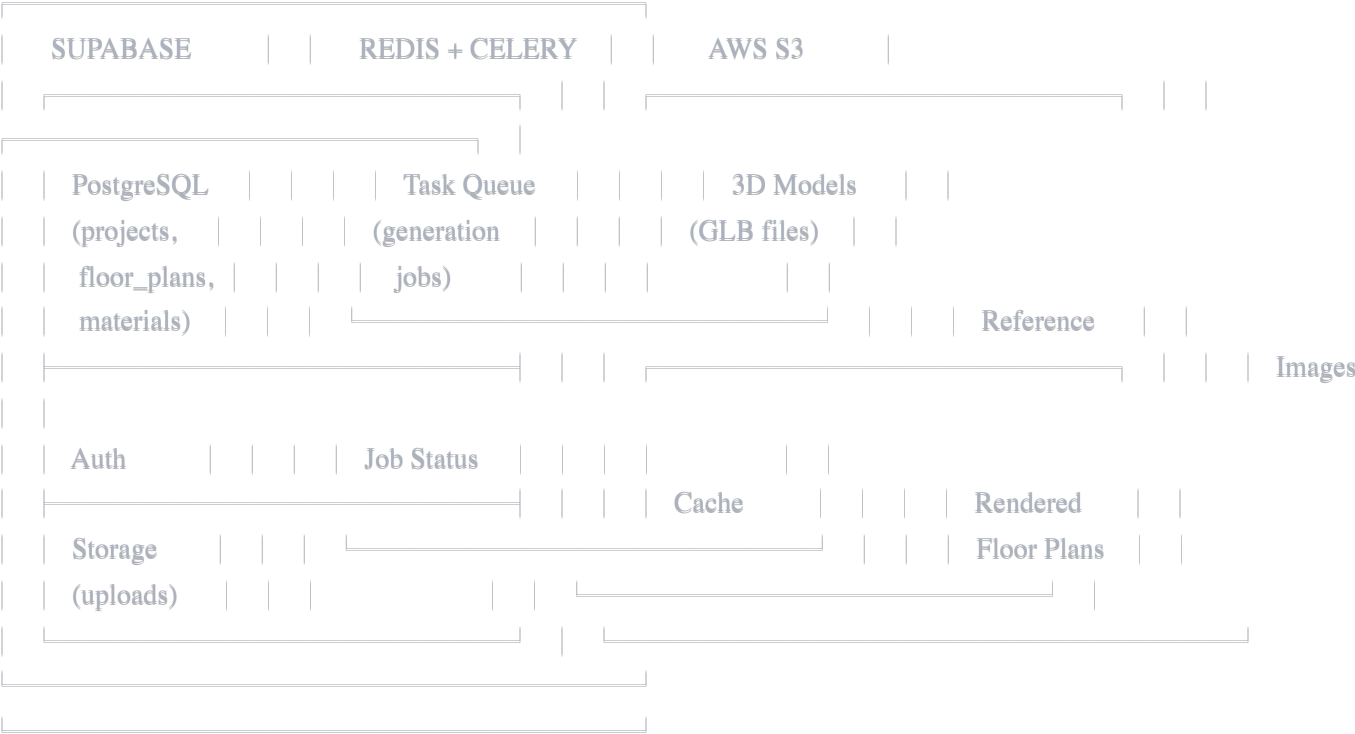 SUPABASE REDIS + CELERY AWS S3
PostgreSQL Task Queue 3D Models
(projects, (generation (GLB files)
floor_plans, jobs)
materials) Reference
Images
Auth Job Status
Cache Rendered
Storage Floor Plans
(uploads)